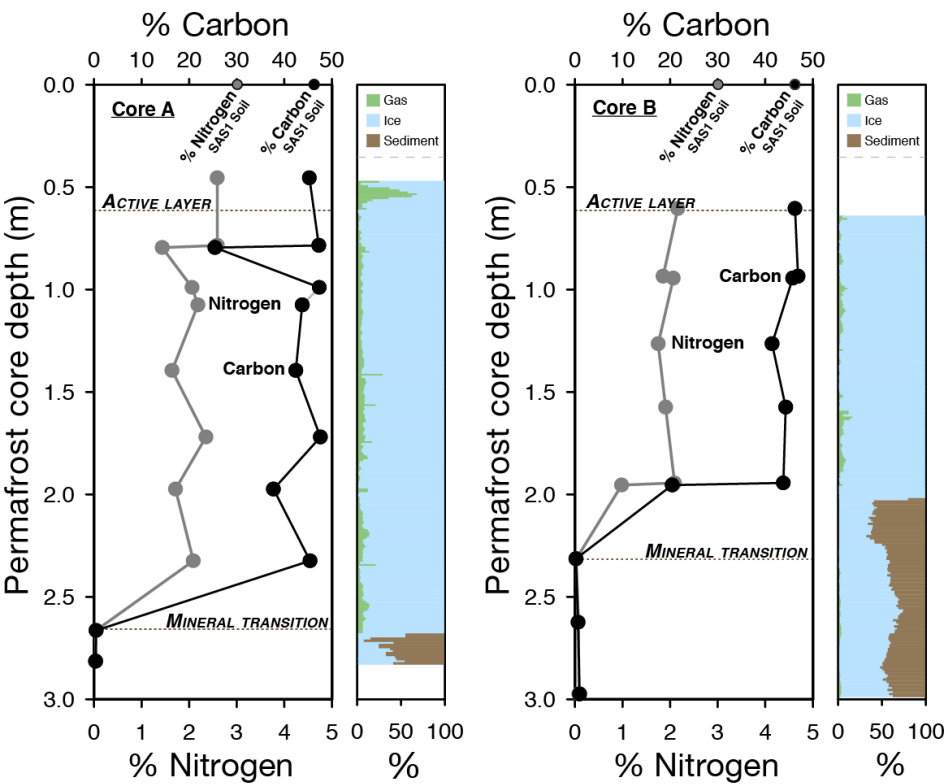 % Carbon
0 10 20 30 40 50
0.0
0.5
1.0
1.5
2.0
2.5
3.0
Permafrost core depth (m)
Core A
% Nitrogen
SAS1 Soil
% Carbon
SAS1 Soil
Active layer
Nitrogen
Carbon
Mineral transition
0 1 2 3 4 5
% Nitrogen
Gas
Ice
Sediment
0 50 100
%
% Carbon
0 10 20 30 40 50
0.0
0.5
1.0
1.5
2.0
2.5
3.0
Permafrost core depth (m)
Core B
% Nitrogen
SAS1 Soil
% Carbon
SAS1 Soil
Active layer
Carbon
Nitrogen
Mineral transition
0 1 2 3 4 5
% Nitrogen
Gas
Ice
Sediment
0 50 100
%